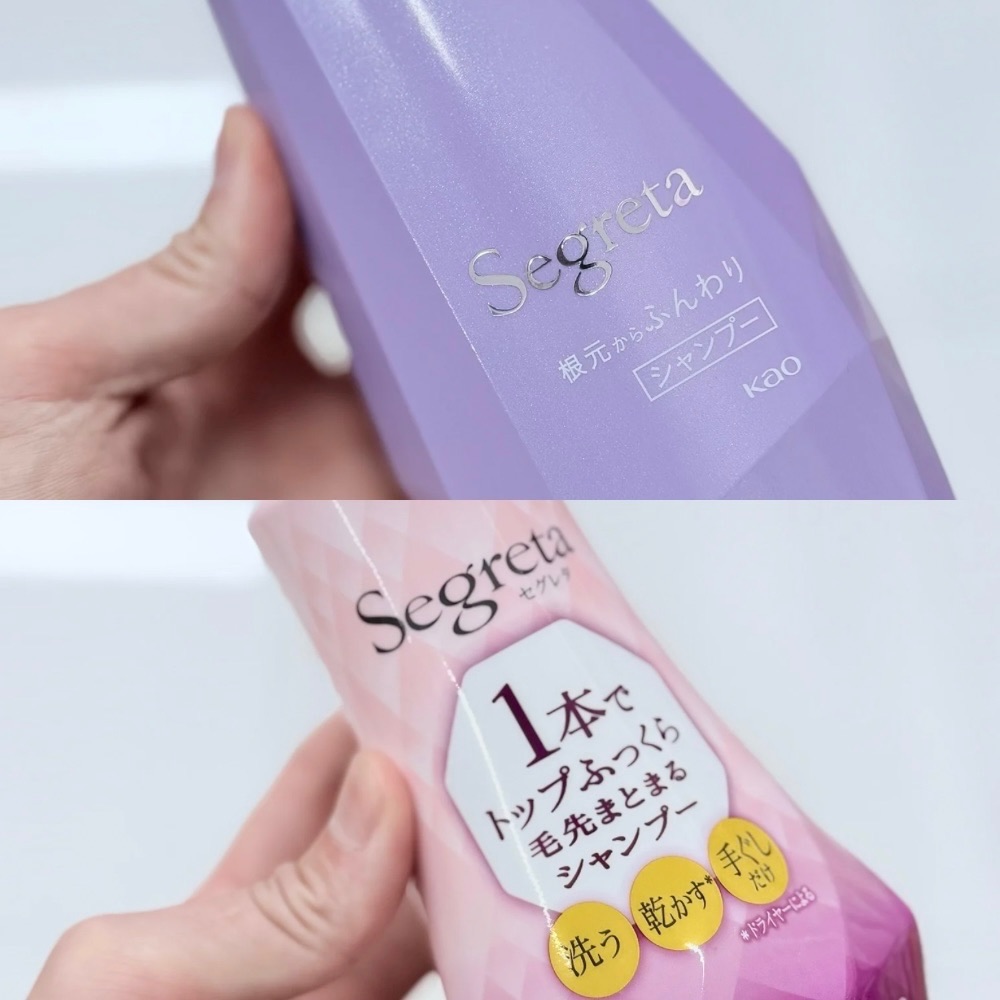 Segreta
根元からふんわり
シャンプー
Kao
Segreta
セグレタ
1本で
トップふっくら
毛先まとまる
シャンプー
洗う
乾かす*
手ぐし
だけ
*ドライヤーによる